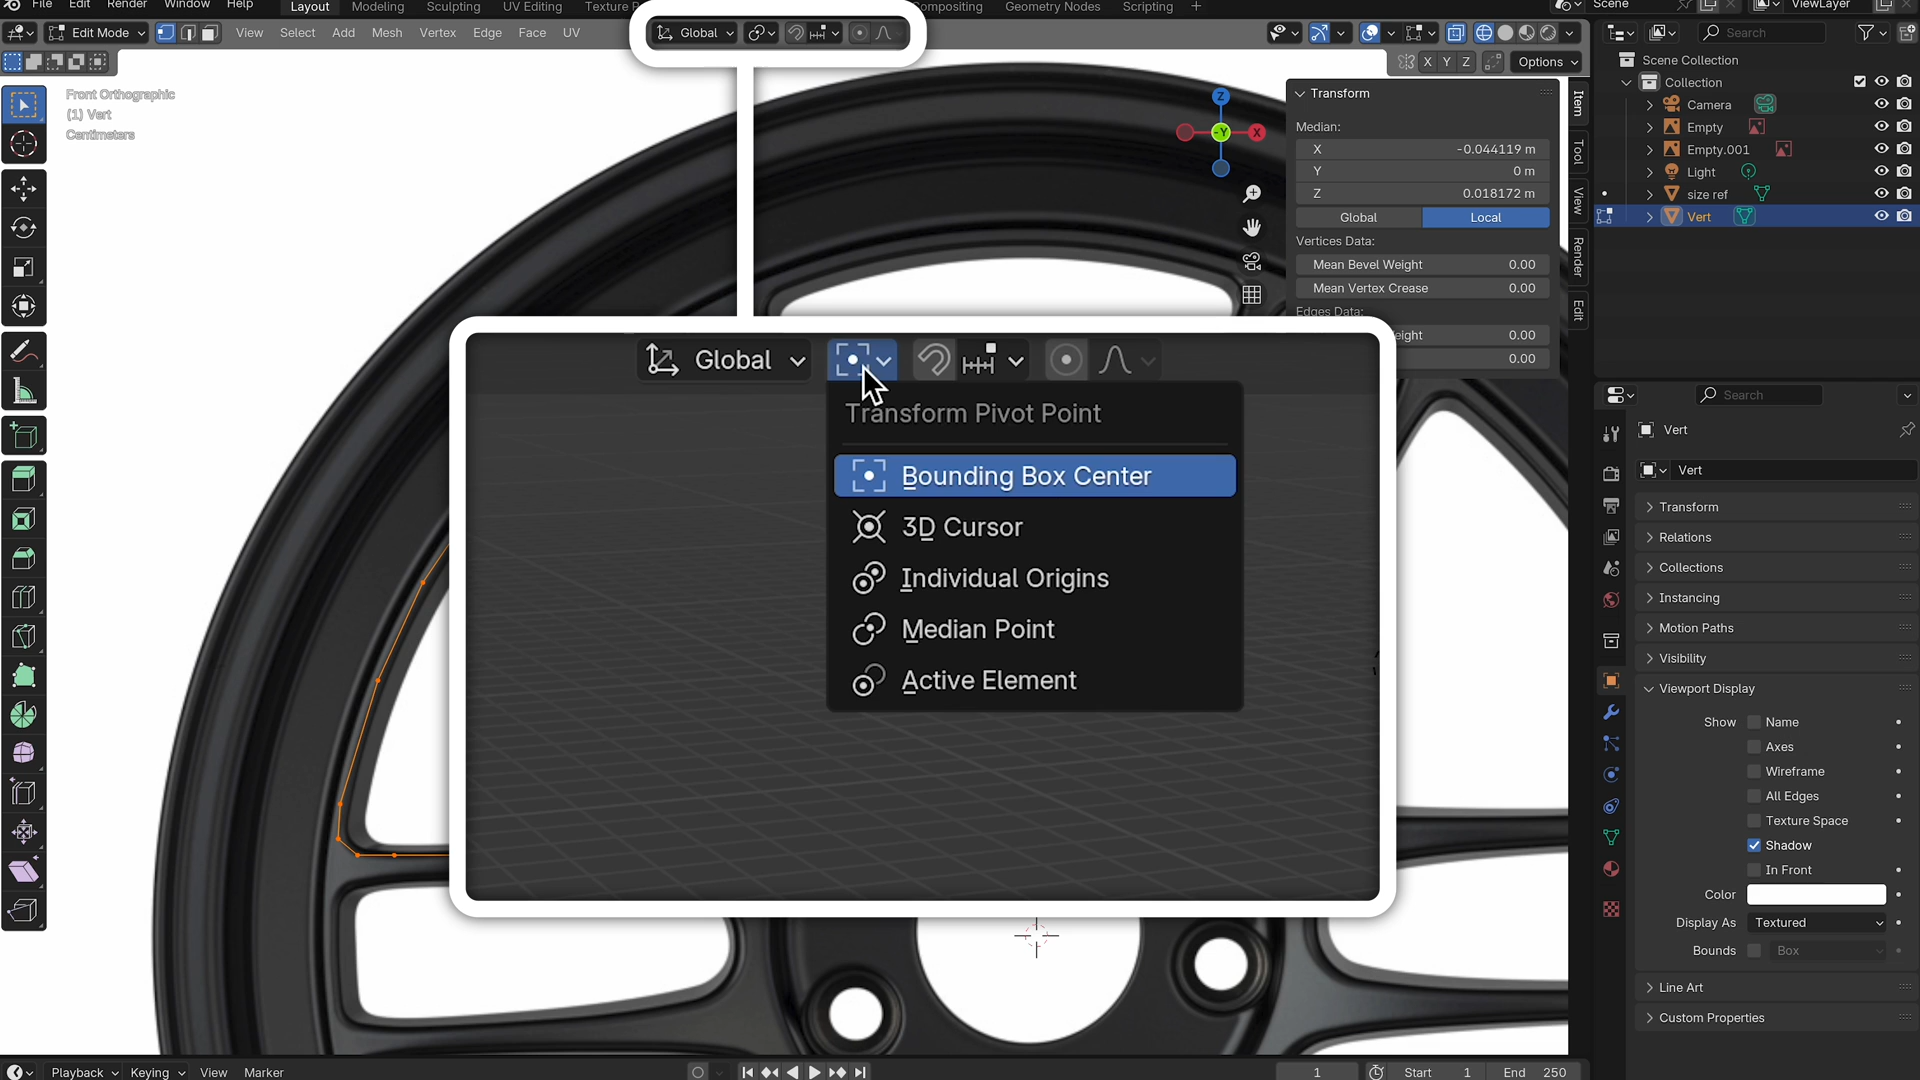 File Edit Render Window Help Layout Modeling Sculpting UV Editing Texture P Compositing Geometry Nodes Scripting + Scene ViewLayer
Edit Mode View Select Add Mesh Vertex Edge Face UV Global
Search
X Y Z Options
Front Orthographic
(1) Vert
Centimeters
Z
-Y
X
Transform
Median:
X -0.044119 m
Y 0 m
Z 0.018172 m
Global Local
Vertices Data:
Mean Bevel Weight 0.00
Mean Vertex Crease 0.00
Edges Data:
eight 0.00
0.00
Item
Tool
View
Render
Edit
Scene Collection
Collection
Camera
Empty
Empty.001
Light
size ref
Vert
Global
Transform Pivot Point
Bounding Box Center
3D Cursor
Individual Origins
Median Point
Active Element
Search
Vert
Vert
Transform
Relations
Collections
Instancing
Motion Paths
Visibility
Viewport Display
Show Name
Axes
Wireframe
All Edges
Texture Space
Shadow
In Front
Color
Display As Textured
Bounds Box
Line Art
Custom Properties
Playback Keying View Marker 1 Start 1 End 250